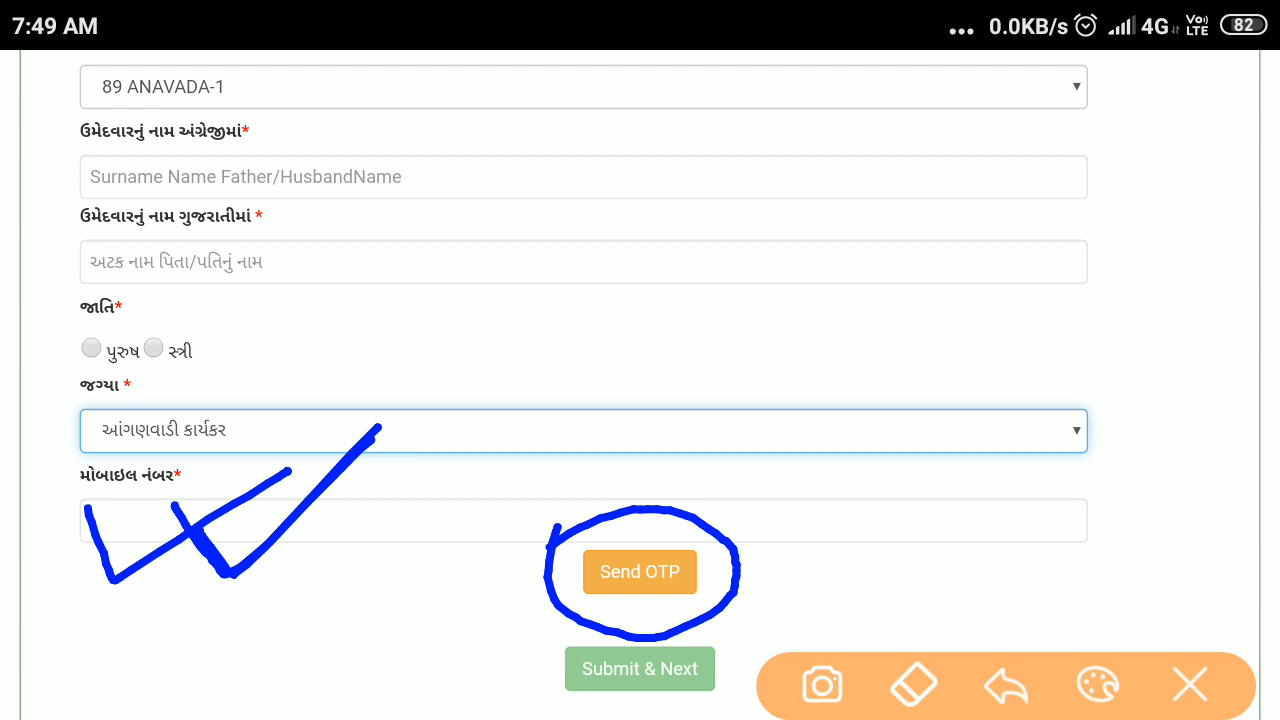 7:49 AM
... 0.0KB/s 4G Vo) LTE 82
89 ANAVADA-1
ઉમેદવારનું નામ અંગ્રેજીમાં*
Surname Name Father/HusbandName
ઉમેદવારનું નામ ગુજરાતીમાં *
અટક નામ પિતા/પતિનું નામ
જાતિ*
પુરુષ સ્ત્રી
જગ્યા *
આંગણવાડી કાર્યકર
મોબાઇલ નંબર*
Send OTP
Submit & Next